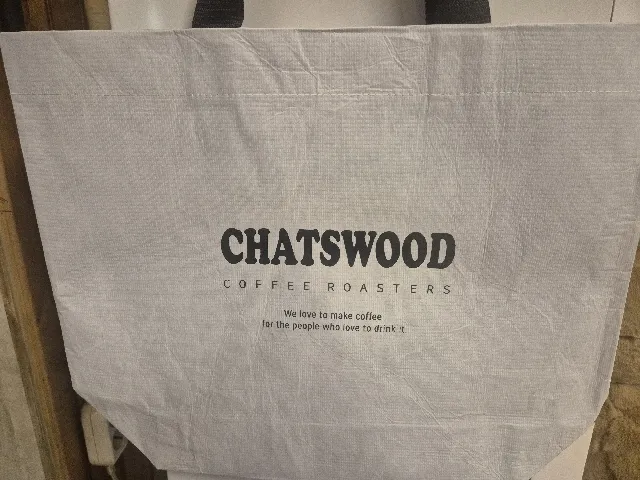 CHATSWOOD
COFFEE ROASTERS
We love to make coffee
for the people who love to drink it